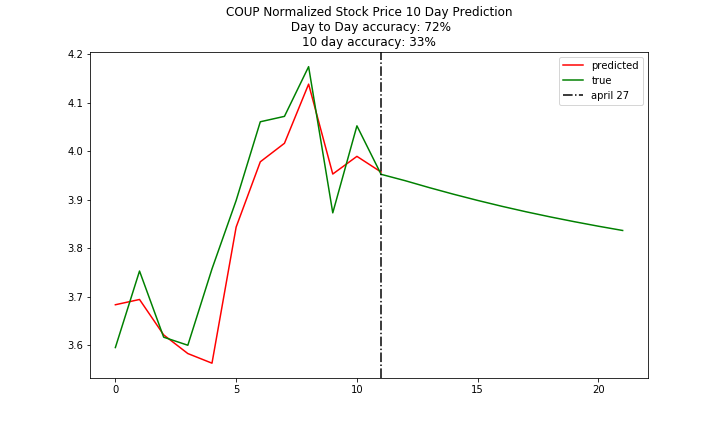 COUP Normalized Stock Price 10 Day Prediction
Day to Day accuracy: 72%
10 day accuracy: 33%
4.2
4.1
4.0
3.9
3.8
3.7
3.6
predicted
true
april 27
0
5
10
15
20